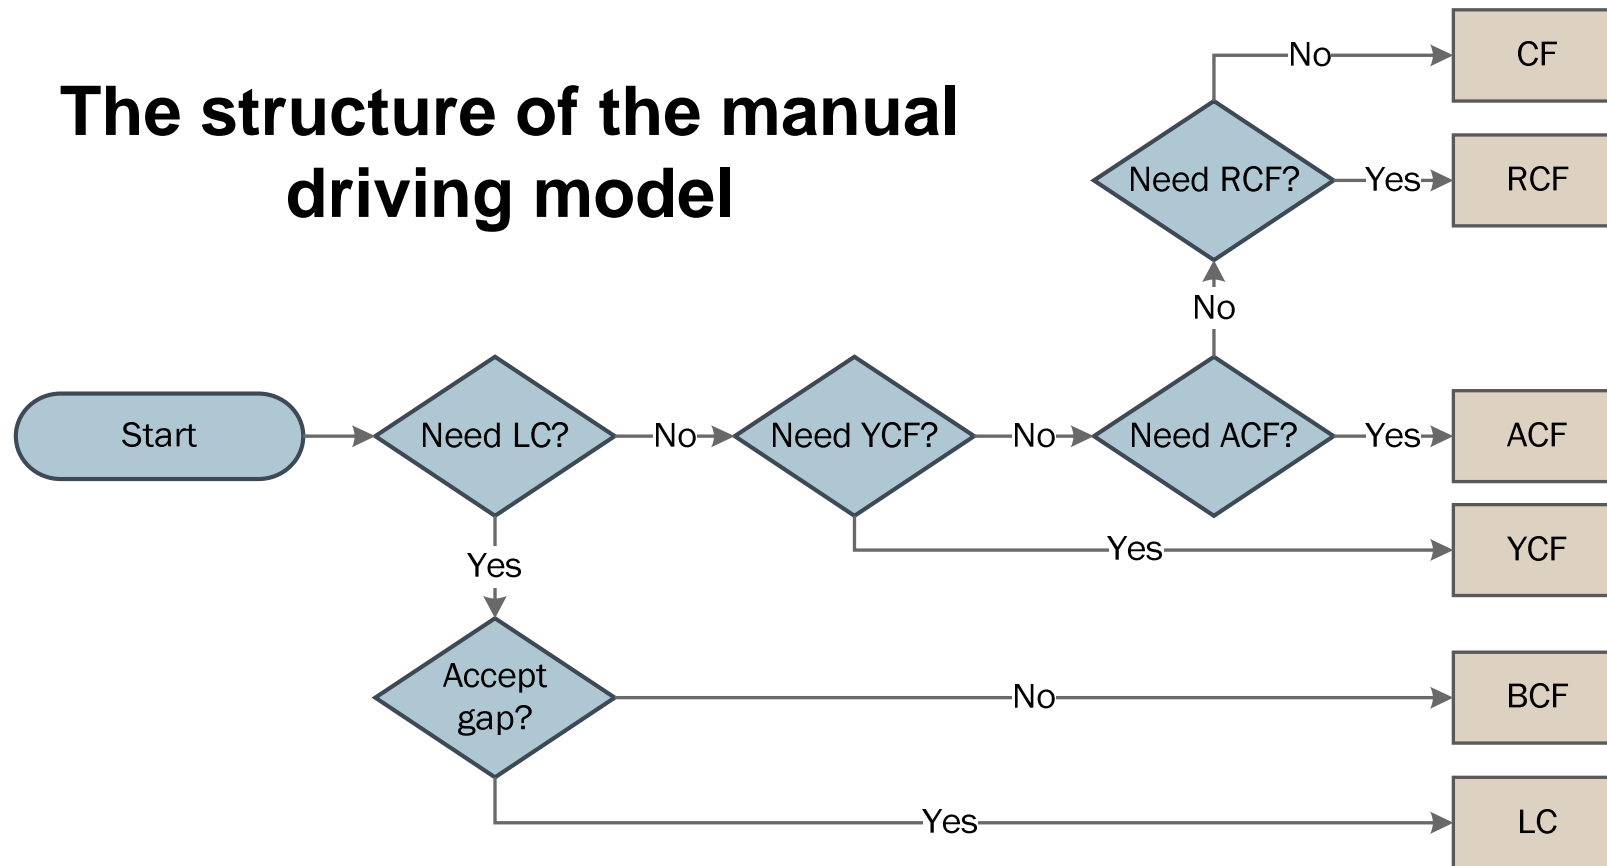 The structure of the manual
driving model
No
CF
Need RCF?
Yes
RCF
No
Start
Need LC?
No
Need YCF?
No
Need ACF?
Yes
ACF
Yes
YCF
Yes
Accept
gap?
No
BCF
Yes
LC